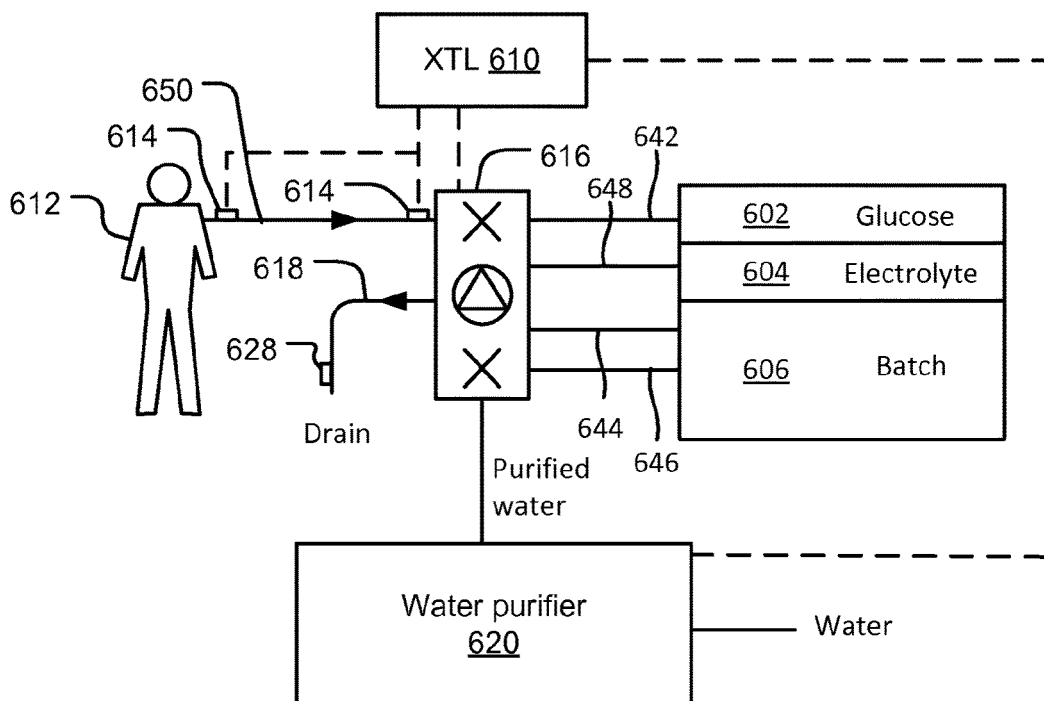 XTL 610
650
614
616
642
614
612
648
602 Glucose
618
604 Electrolyte
628
606 Batch
Drain
644
646
Purified
water
Water purifier
620
Water